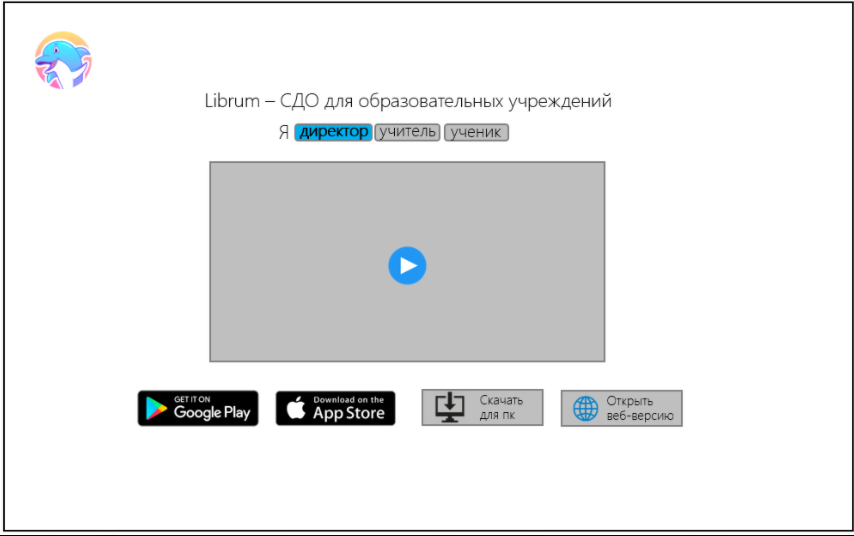 Librum – СДО для образовательных учреждений
Я директор учитель ученик
GET IT ON
Google Play
Download on the
App Store
Скачать
для пк
Открыть
веб-версию